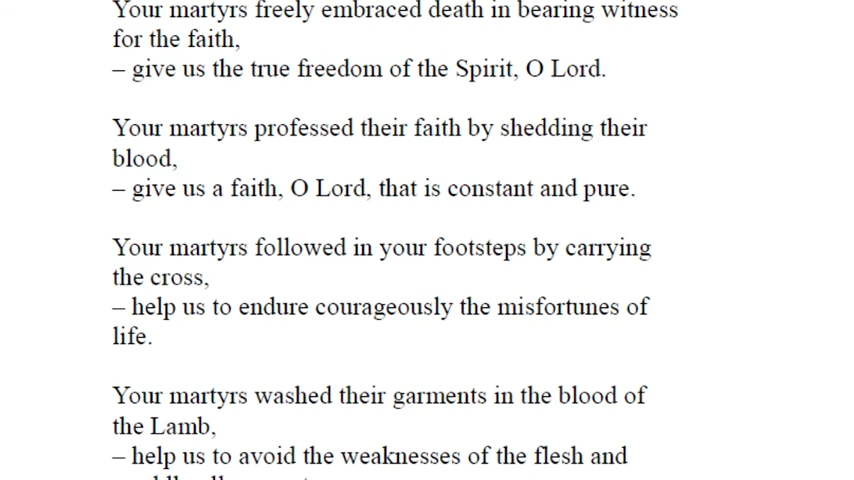 Your martyrs freely embraced death in bearing witness
for the faith,
– give us the true freedom of the Spirit, O Lord.
Your martyrs professed their faith by shedding their
blood,
– give us a faith, O Lord, that is constant and pure.
Your martyrs followed in your footsteps by carrying
the cross,
– help us to endure courageously the misfortunes of
life.
Your martyrs washed their garments in the blood of
the Lamb,
– help us to avoid the weaknesses of the flesh and